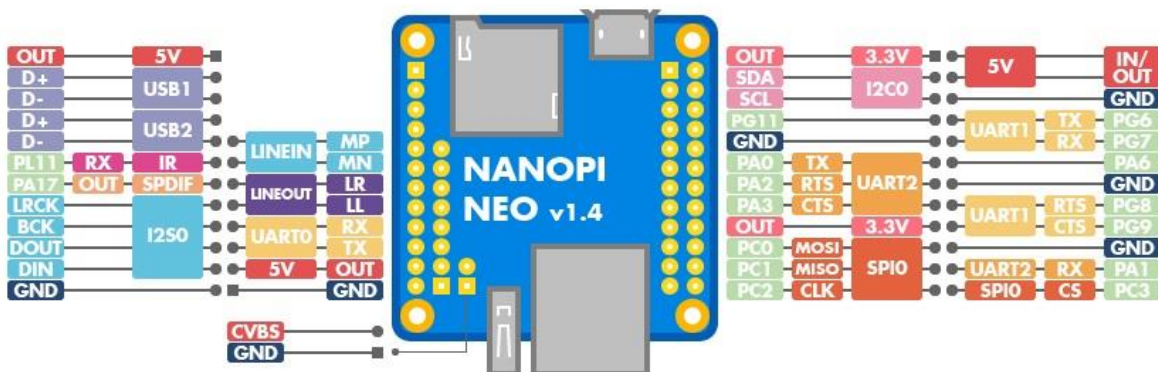 OUT 5V
D+ USB1
D-
D+ USB2
D-
PL11 RX IR
PA17 OUT SPDIF
LRCK I2S0
BCK
DOUT
DIN
GND
LINEIN MP
MN
LINEOUT LR
LL
UART0 RX
TX
5V OUT
GND
CVBS
GND
NANOPI
NEO v1.4
OUT 3.3V
SDA I2C0
SCL
PG11
GND
PA0 TX UART2
PA2 RTS
PA3 CTS
OUT 3.3V
PC0 MOSI SPI0
PC1 MISO
PC2 CLK
5V IN/
OUT
GND
UART1 TX PG6
RX PG7
PA6
GND
UART1 RTS PG8
CTS PG9
GND
UART2 RX PA1
SPI0 CS PC3